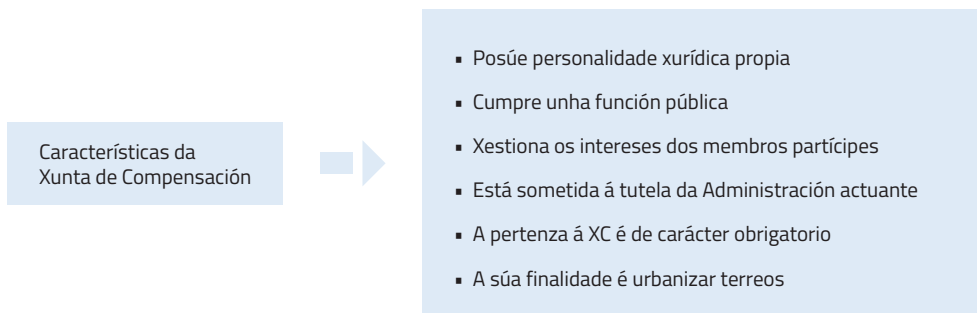 Características da
Xunta de Compensación
▪ Posúe personalidade xurídica propia
▪ Cumpre unha función pública
▪ Xestiona os intereses dos membros partícipes
▪ Está sometida á tutela da Administración actuante
▪ A pertenza á XC é de carácter obrigatorio
▪ A súa finalidade é urbanizar terreos